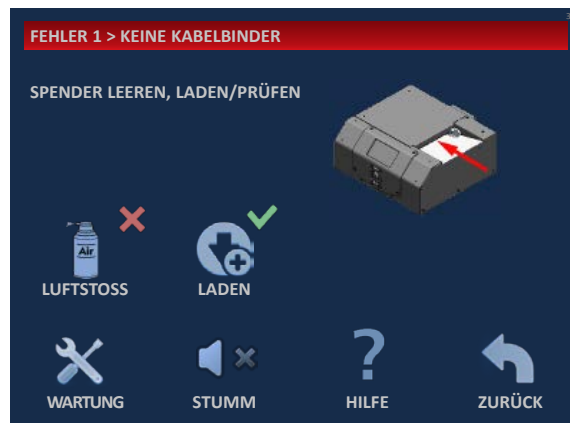 FEHLER 1 > KEINE KABELBINDER
SPENDER LEEREN, LADEN/PRÜFEN
Air
LUFTSTOSS LADEN
WARTUNG STUMM HILFE ZURÜCK